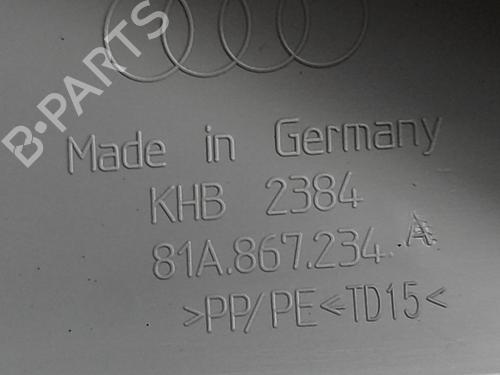 B-PARTS
Made in Germany
KHB 2384
81A.867.234 A
>PP/PE<TD15<